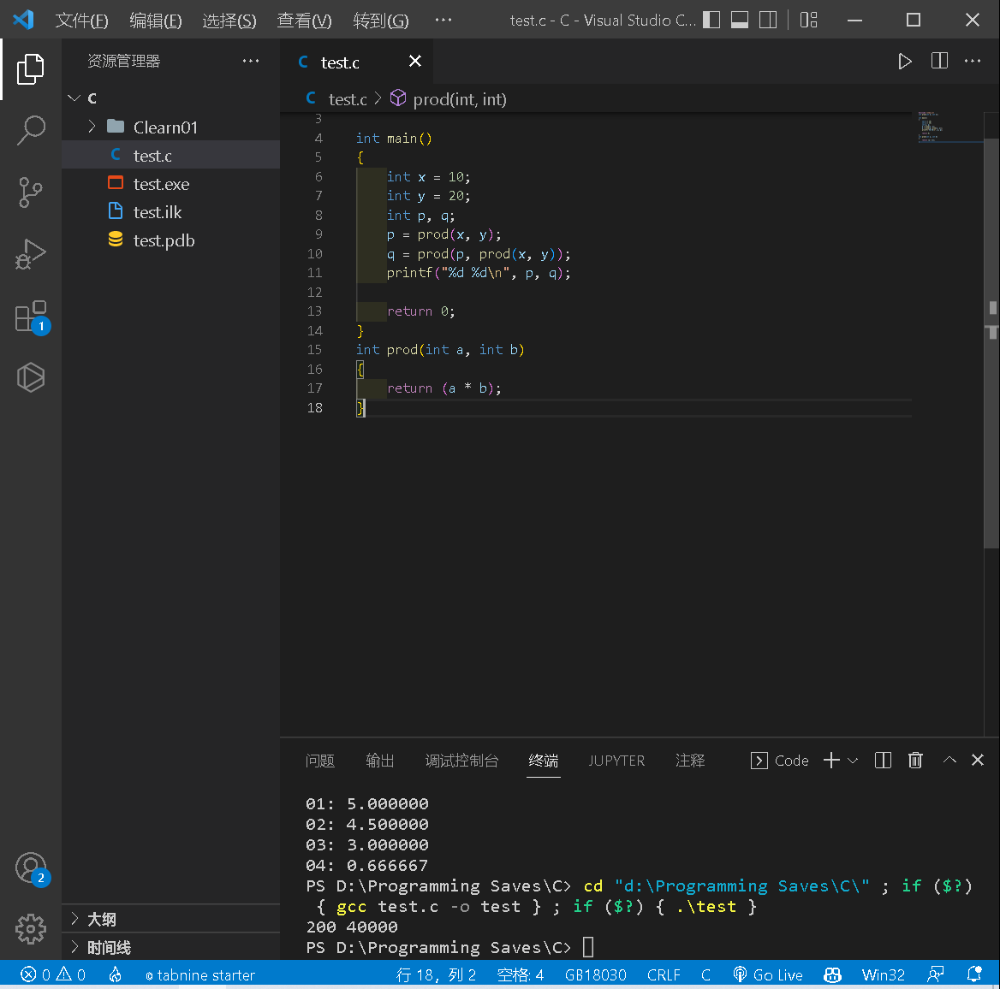 文件(F) 编辑(E) 选择(S) 查看(V) 转到(G) ··· test.c - C - Visual Studio C...
资源管理器 ···
C
Clearn01
test.c
test.exe
test.ilk
test.pdb
1
2
大纲
时间线
test.c
test.c > prod(int, int)
3
4 int main()
5 {
6 int x = 10;
7 int y = 20;
8 int p, q;
9 p = prod(x, y);
10 q = prod(p, prod(x, y));
11 printf("%d %d\n", p, q);
12
13 return 0;
14 }
15 int prod(int a, int b)
16 {
17 return (a * b);
18 }
问题 输出 调试控制台 终端 JUPYTER 注释 Code
01: 5.000000
02: 4.500000
03: 3.000000
04: 0.666667
PS D:\Programming Saves\C> cd "d:\Programming Saves\C\" ; if ($?)
{ gcc test.c -o test } ; if ($?) { .\test }
200 40000
PS D:\Programming Saves\C>
0 0 tabnine starter 行 18，列 2 空格: 4 GB18030 CRLF C Go Live Win32